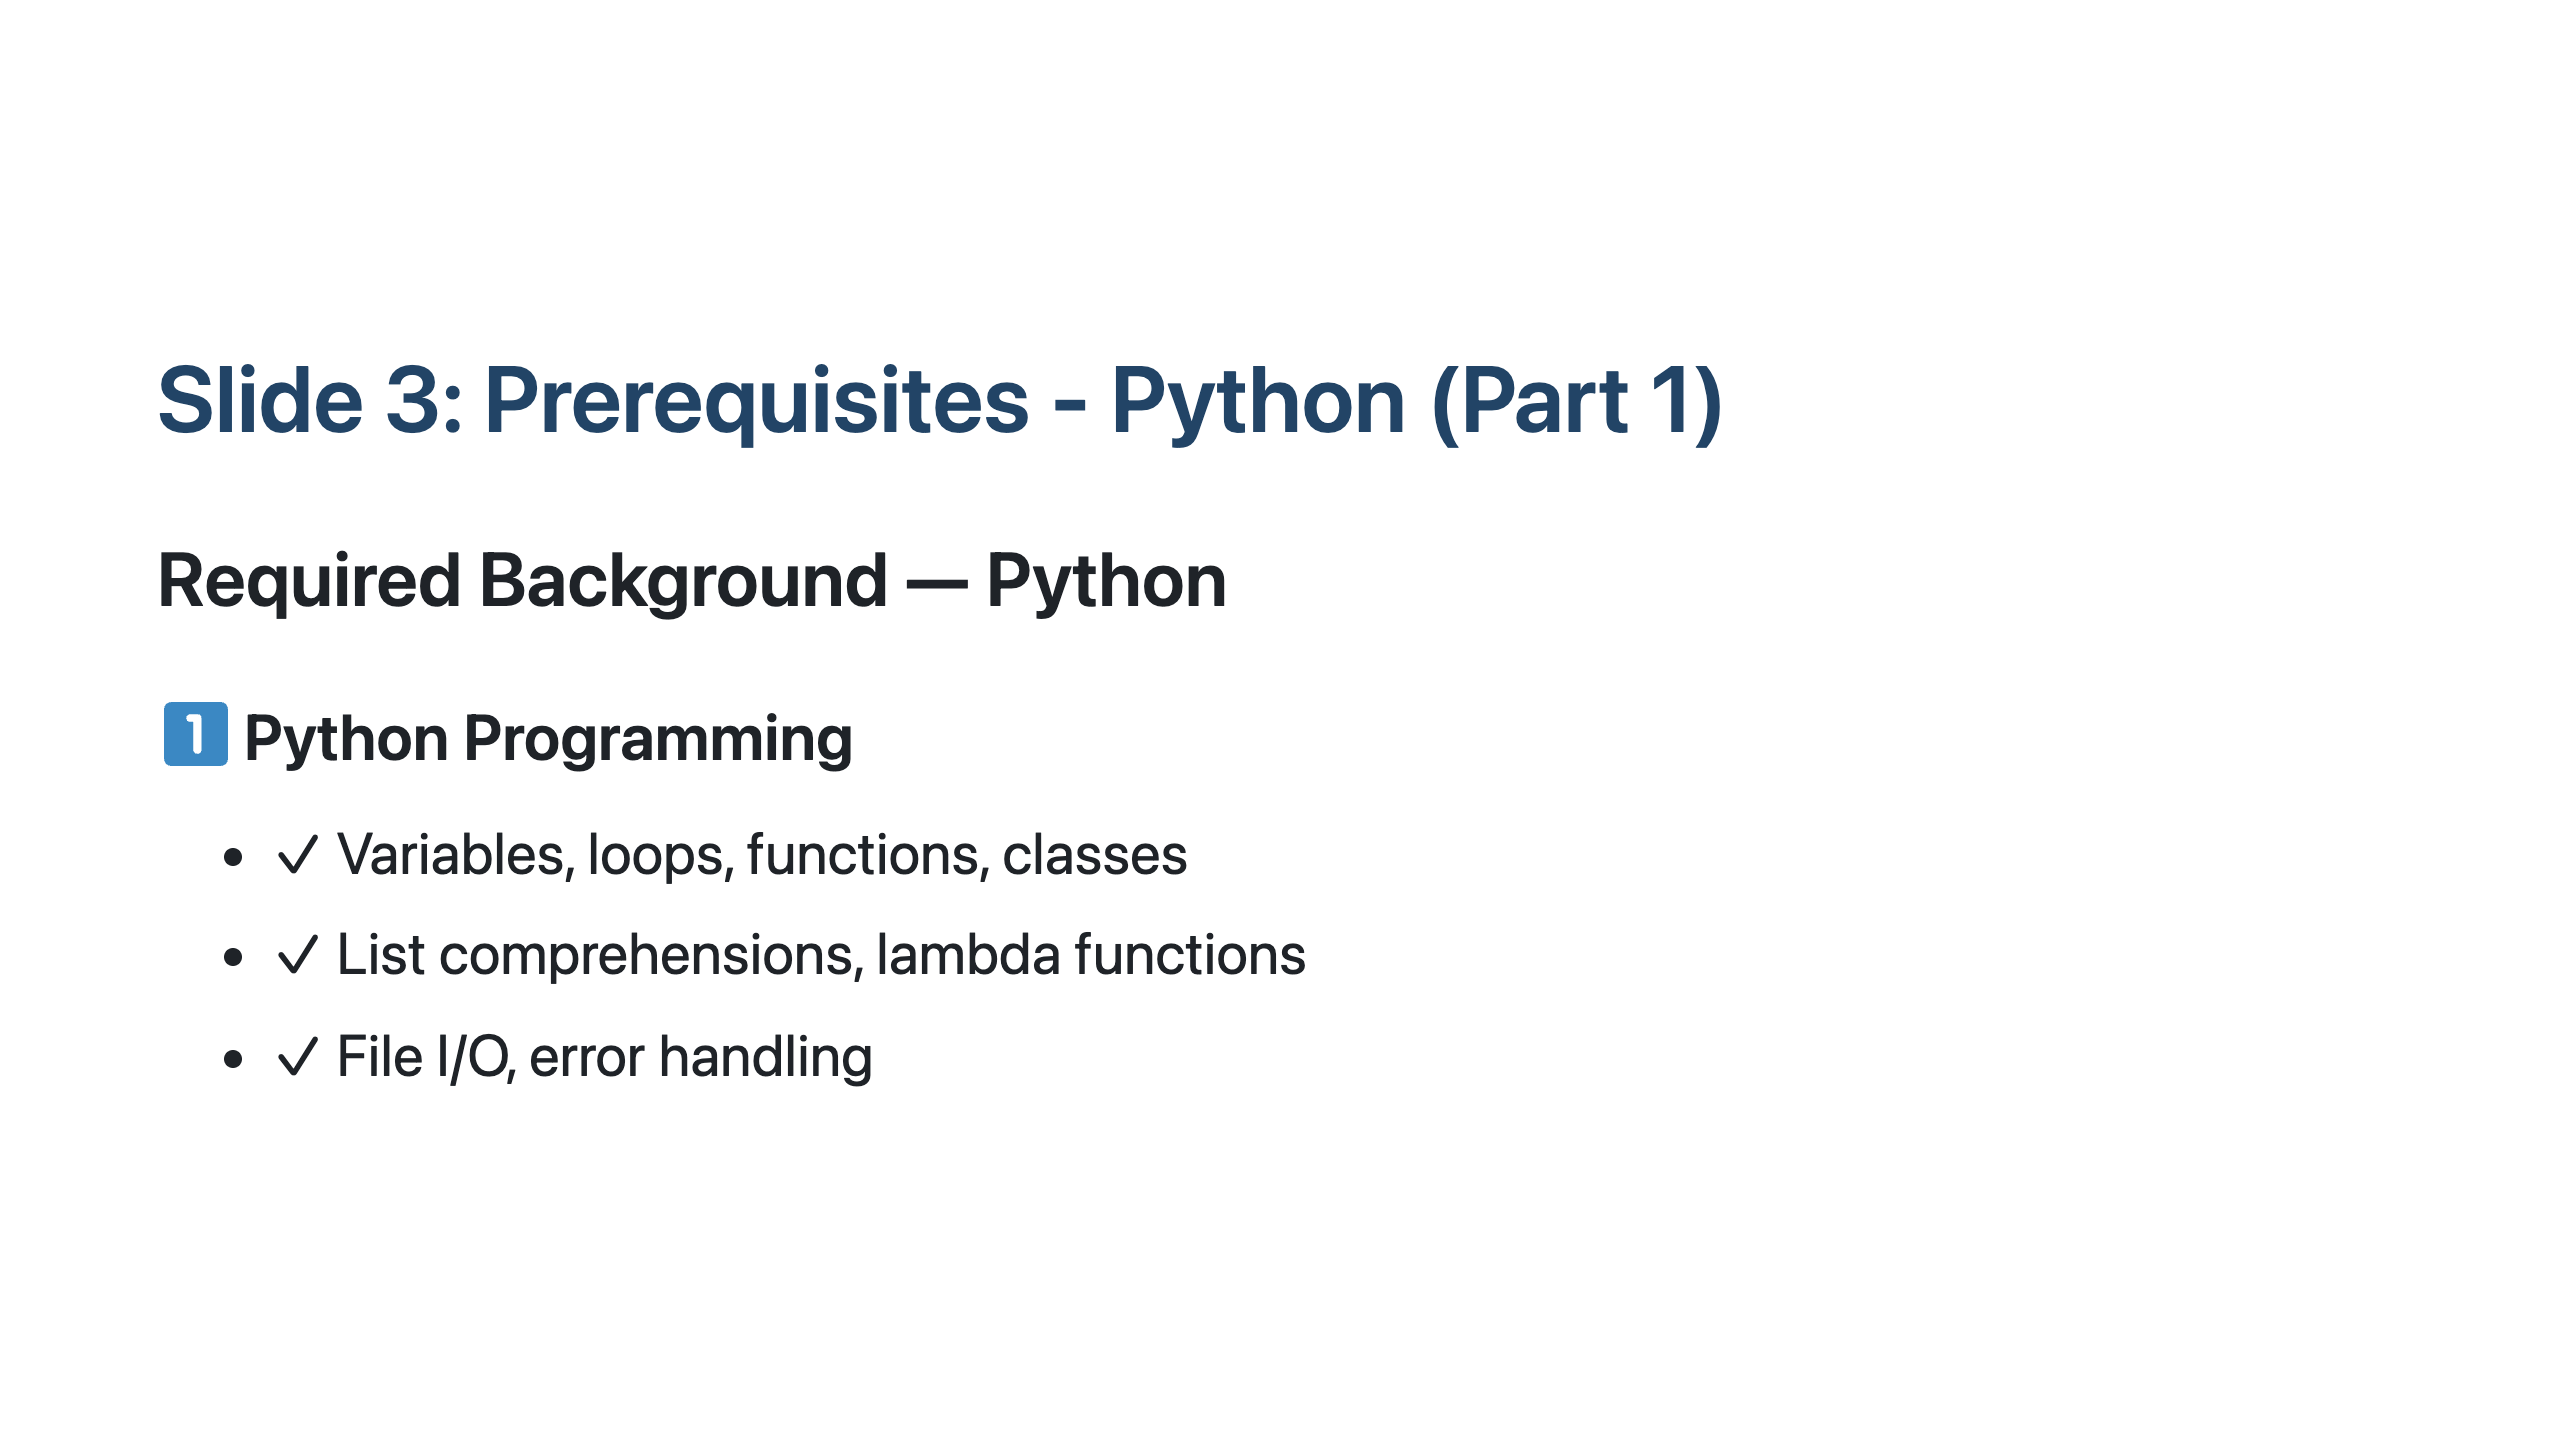 Slide 3: Prerequisites - Python (Part 1)
Required Background — Python
1️⃣ Python Programming
• ✓ Variables, loops, functions, classes
• ✓ List comprehensions, lambda functions
• ✓ File I/O, error handling